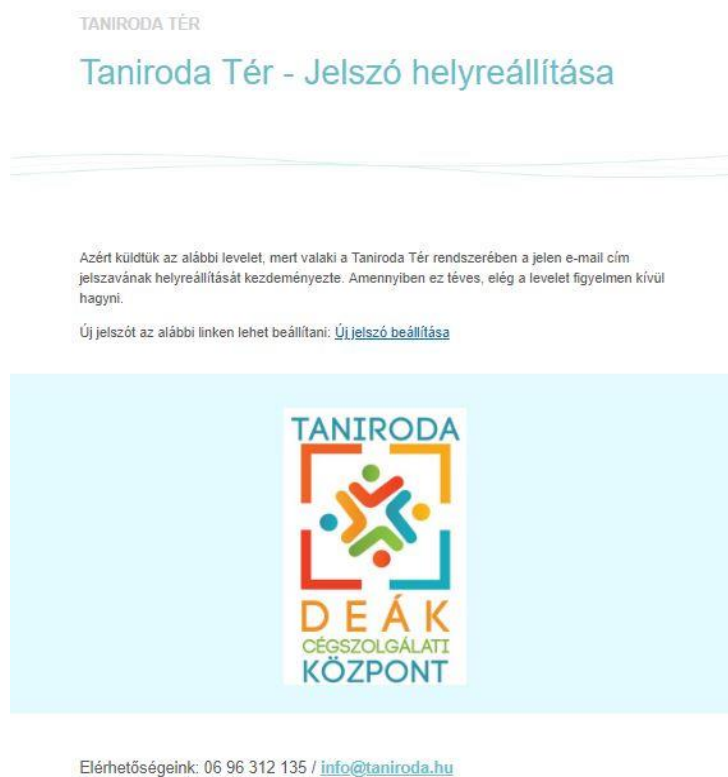 TANIRODA TÉR
Taniroda Tér - Jelszó helyreállítása
Azért küldtük az alábbi levelet, mert valaki a Taniroda Tér rendszerében a jelen e-mail cím
jelszavának helyreállítását kezdeményezte. Amennyiben ez téves, elég a levelet figyelmen kívül
hagyni.
Új jelszót az alábbi linken lehet beállítani: Új jelszó beállítása
TANIRODA
DEÁK
CÉGSZOLGÁLATI
KÖZPONT
Elérhetőségeink: 06 96 312 135 / info@taniroda.hu